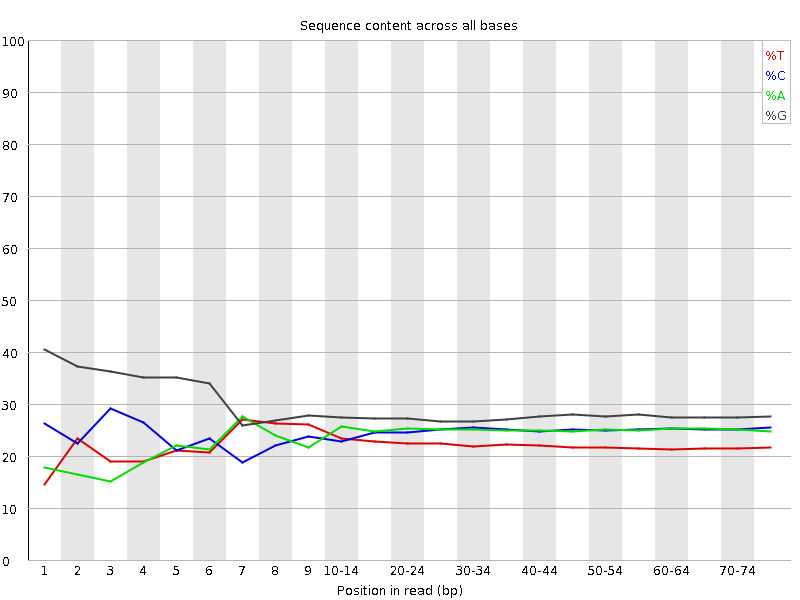 Sequence content across all bases
100
90
80
70
60
50
40
30
20
10
0
%T
%C
%A
%G
1 2 3 4 5 6 7 8 9 10-14 20-24 30-34 40-44 50-54 60-64 70-74
Position in read (bp)